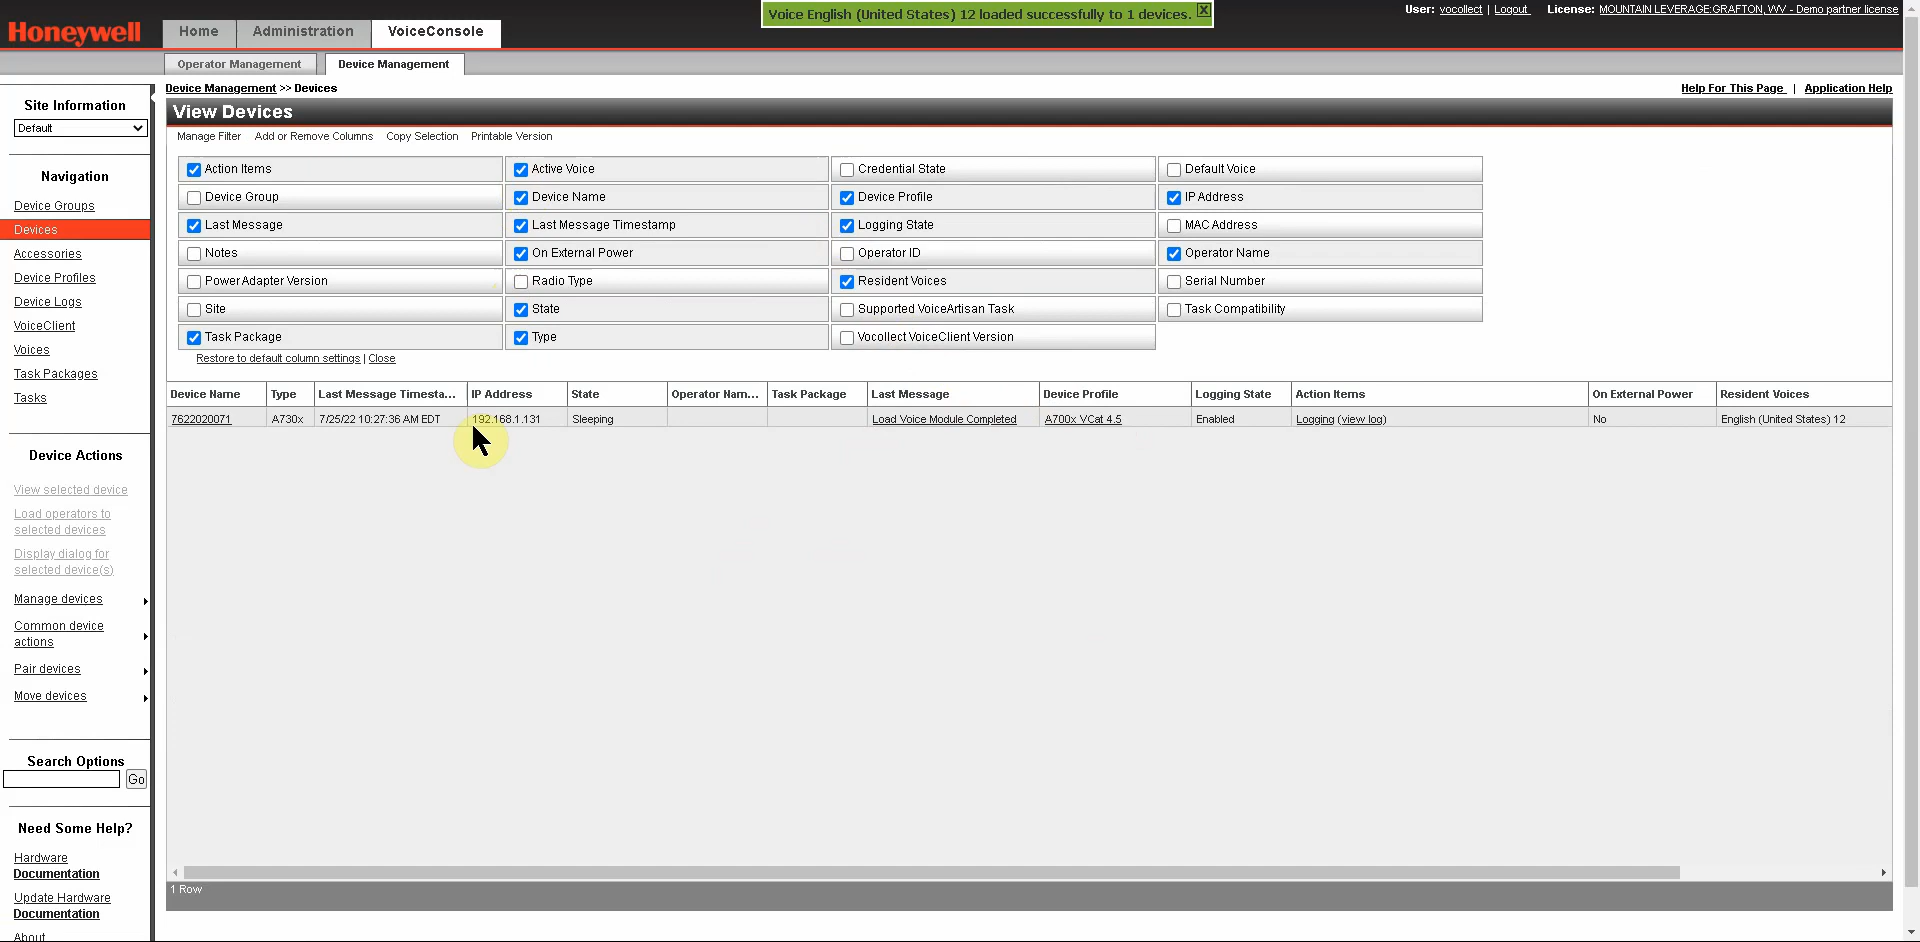 Voice English (United States) 12 loaded successfully to 1 devices.
User: vocollect | Logout License: MOUNTAIN LEVERAGE:GRAFTON, WV - Demo partner license
Honeywell
Home Administration VoiceConsole
Operator Management Device Management
Device Management >> Devices
Help For This Page | Application Help
Site Information
Default
Navigation
Device Groups
Devices
Accessories
Device Profiles
Device Logs
VoiceClient
Voices
Task Packages
Tasks
Device Actions
View selected device
Load operators to
selected devices
Display dialog for
selected device(s)
Manage devices
Common device
actions
Pair devices
Move devices
Search Options
Go
Need Some Help?
Hardware
Documentation
Update Hardware
Documentation
About
View Devices
Manage Filter Add or Remove Columns Copy Selection Printable Version
Action Items Active Voice Credential State Default Voice
Device Group Device Name Device Profile IP Address
Last Message Last Message Timestamp Logging State MAC Address
Notes On External Power Operator ID Operator Name
Power Adapter Version Radio Type Resident Voices Serial Number
Site State Supported VoiceArtisan Task Task Compatibility
Task Package Type Vocollect VoiceClient Version
Restore to default column settings | Close
Device Name Type Last Message Timesta... IP Address State Operator Nam... Task Package Last Message Device Profile Logging State Action Items On External Power Resident Voices
7622020071 A730x 7/25/22 10:27:36 AM EDT 192.168.1.131 Sleeping Load Voice Module Completed A700x VCat 4.5 Enabled Logging (view log) No English (United States) 12
1 Row